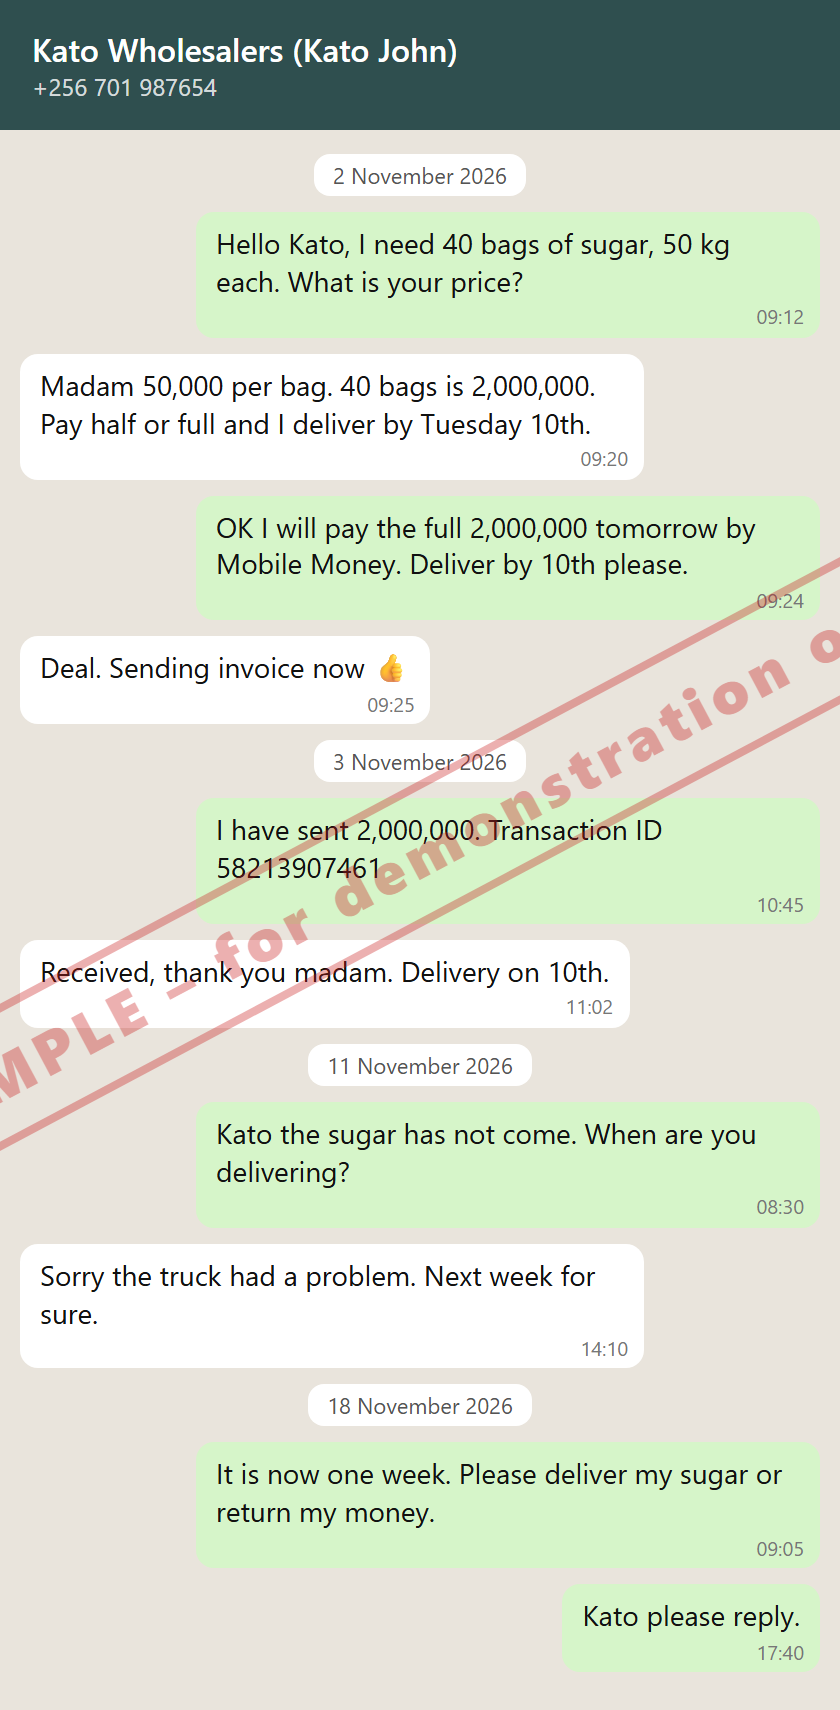 Kato Wholesalers (Kato John)
+256 701 987654
2 November 2026
Hello Kato, I need 40 bags of sugar, 50 kg
each. What is your price?
09:12
Madam 50,000 per bag. 40 bags is 2,000,000.
Pay half or full and I deliver by Tuesday 10th.
09:20
OK I will pay the full 2,000,000 tomorrow by
Mobile Money. Deliver by 10th please.
09:24
Deal. Sending invoice now 👍
09:25
3 November 2026
I have sent 2,000,000. Transaction ID
58213907461
10:45
Received, thank you madam. Delivery on 10th.
11:02
MPLE – for demonstration o
11 November 2026
Kato the sugar has not come. When are you
delivering?
08:30
Sorry the truck had a problem. Next week for
sure.
14:10
18 November 2026
It is now one week. Please deliver my sugar or
return my money.
09:05
Kato please reply.
17:40